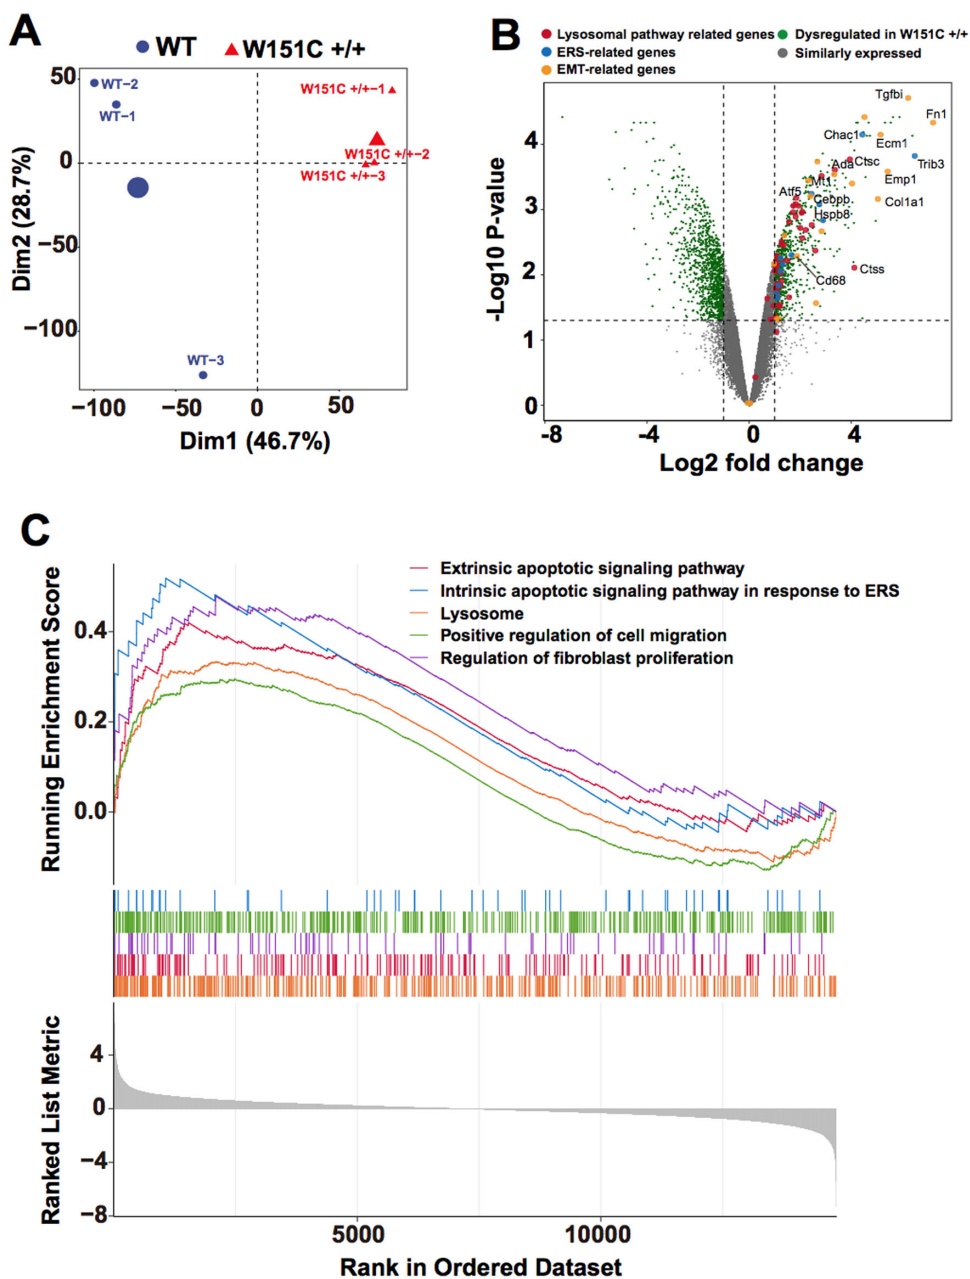 A
WT
W151C +/+
50
0
−50
−100
Dim2 (28.7%)
WT−2
WT−1
WT−3
W151C +/+−1
W151C +/+−2
W151C +/+−3
−100
−50
0
50
Dim1 (46.7%)
B
Lysosomal pathway related genes
Dysregulated in W151C +/+
ERS-related genes
Similarly expressed
EMT-related genes
-Log10 P-value
4
3
2
1
0
Tgfbi
Fn1
Chac1
Ecm1
Ada
Ctsc
Trib3
Mt1
Emp1
Atf5
Cebpb
Col1a1
Hspb8
Ctss
Cd68
-8
-4
0
4
Log2 fold change
C
Running Enrichment Score
0.4
0.2
0.0
Extrinsic apoptotic signaling pathway
Intrinsic apoptotic signaling pathway in response to ERS
Lysosome
Positive regulation of cell migration
Regulation of fibroblast proliferation
Ranked List Metric
4
0
−4
−8
5000
10000
Rank in Ordered Dataset